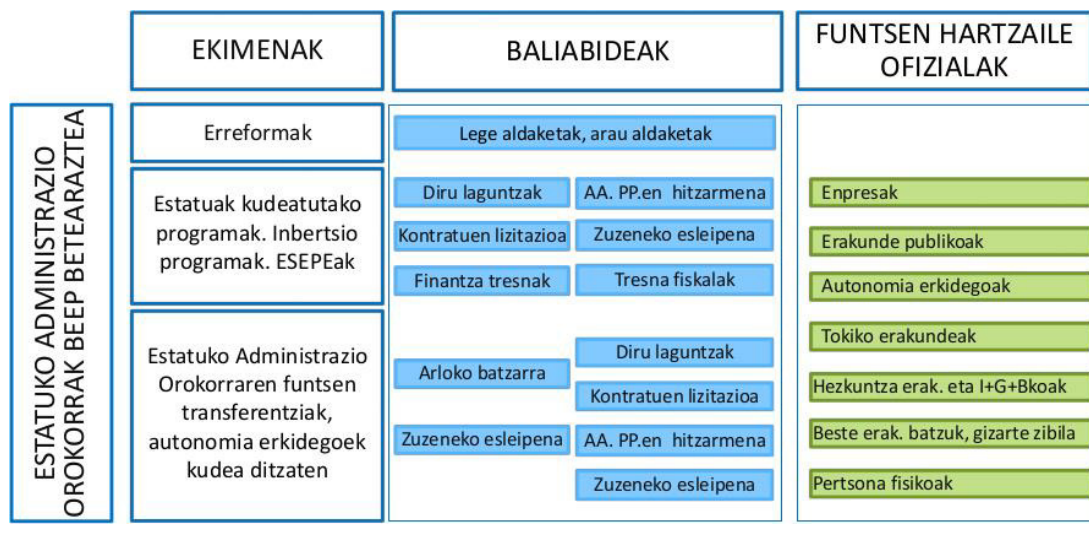 EKIMENAK
BALIABIDEAK
FUNTSEN HARTZAILE
OFIZIALAK
ESTATUKO ADMINISTRAZIO
OROKORRAK BEEP BETEARAZTEA
Erreformak
Lege aldaketak, arau aldaketak
Estatuak kudeatutako
programak. Inbertsio
programak. ESEPEak
Diru laguntzak
AA. PP.en hitzarmena
Kontratuen lizitazioa
Zuzeneko esleipena
Finantza tresnak
Tresna fiskalak
Estatuko Administrazio
Orokorraren funtsen
transferentziak,
autonomia erkidegoek
kudea ditzaten
Arloko batzarra
Zuzeneko esleipena
Diru laguntzak
Kontratuen lizitazioa
AA. PP.en hitzarmena
Zuzeneko esleipena
Enpresak
Erakunde publikoak
Autonomia erkidegoak
Tokiko erakundeak
Hezkuntza erak. eta I+G+Bkoak
Beste erak. batzuk, gizarte zibila
Pertsona fisikoak